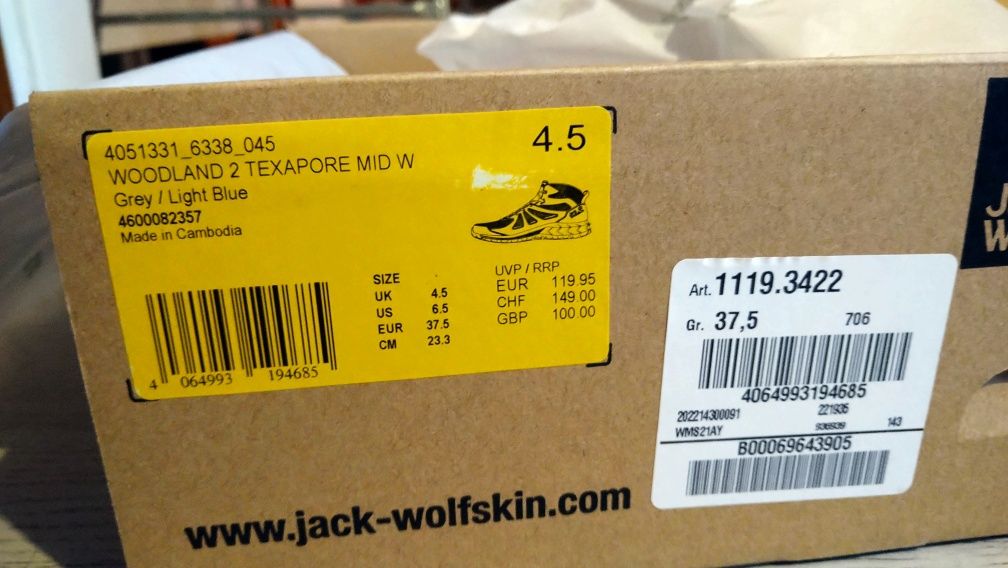 4051331_6338_045
WOODLAND 2 TEXAPORE MID W
Grey / Light Blue
4600082357
Made in Cambodia
4.5
SIZE
UK 4.5
US 6.5
EUR 37.5
CM 23.3
UVP / RRP
EUR 119.95
CHF 149.00
GBP 100.00
4 064993 194685
Art. 1119.3422
Gr. 37,5 706
4064993194685
202214300091 221935
WMS21AY 936939 143
B00069643905
J
W
www.jack-wolfskin.com